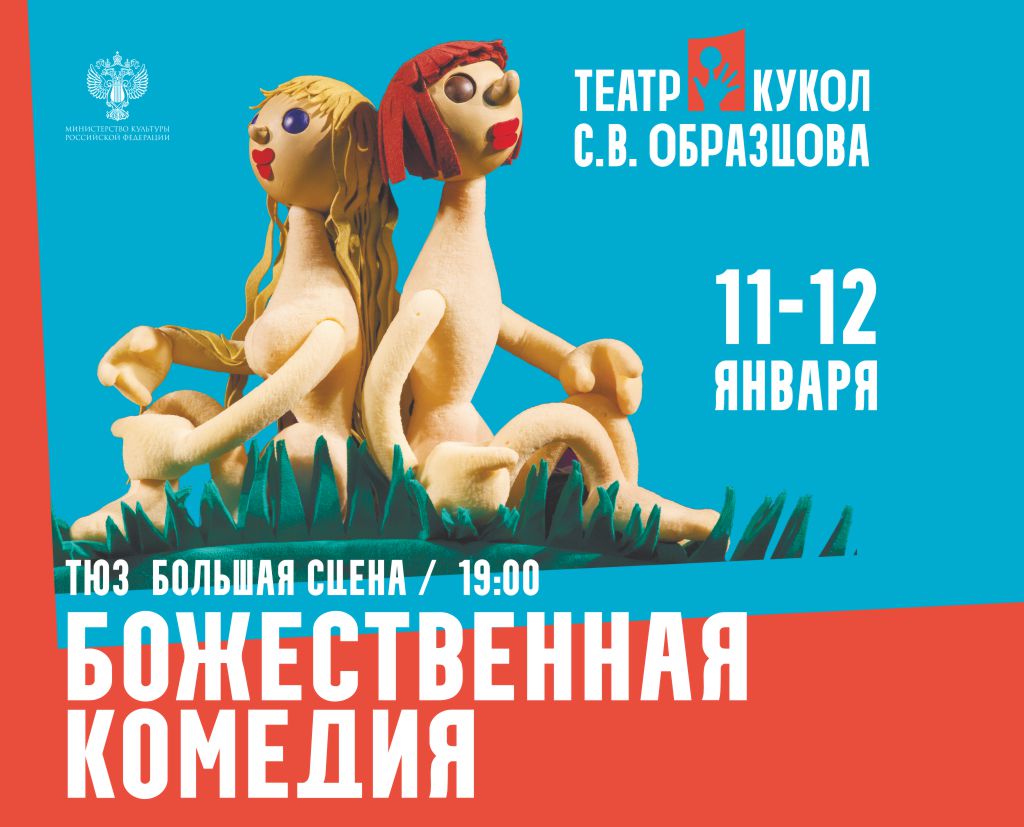 МИНИСТЕРСТВО КУЛЬТУРЫ
РОССИЙСКОЙ ФЕДЕРАЦИИ
ТЕАТР КУКОЛ
С.В. ОБРАЗЦОВА
11-12
ЯНВАРЯ
ТЮЗ БОЛЬШАЯ СЦЕНА / 19:00
БОЖЕСТВЕННАЯ
КОМЕДИЯ